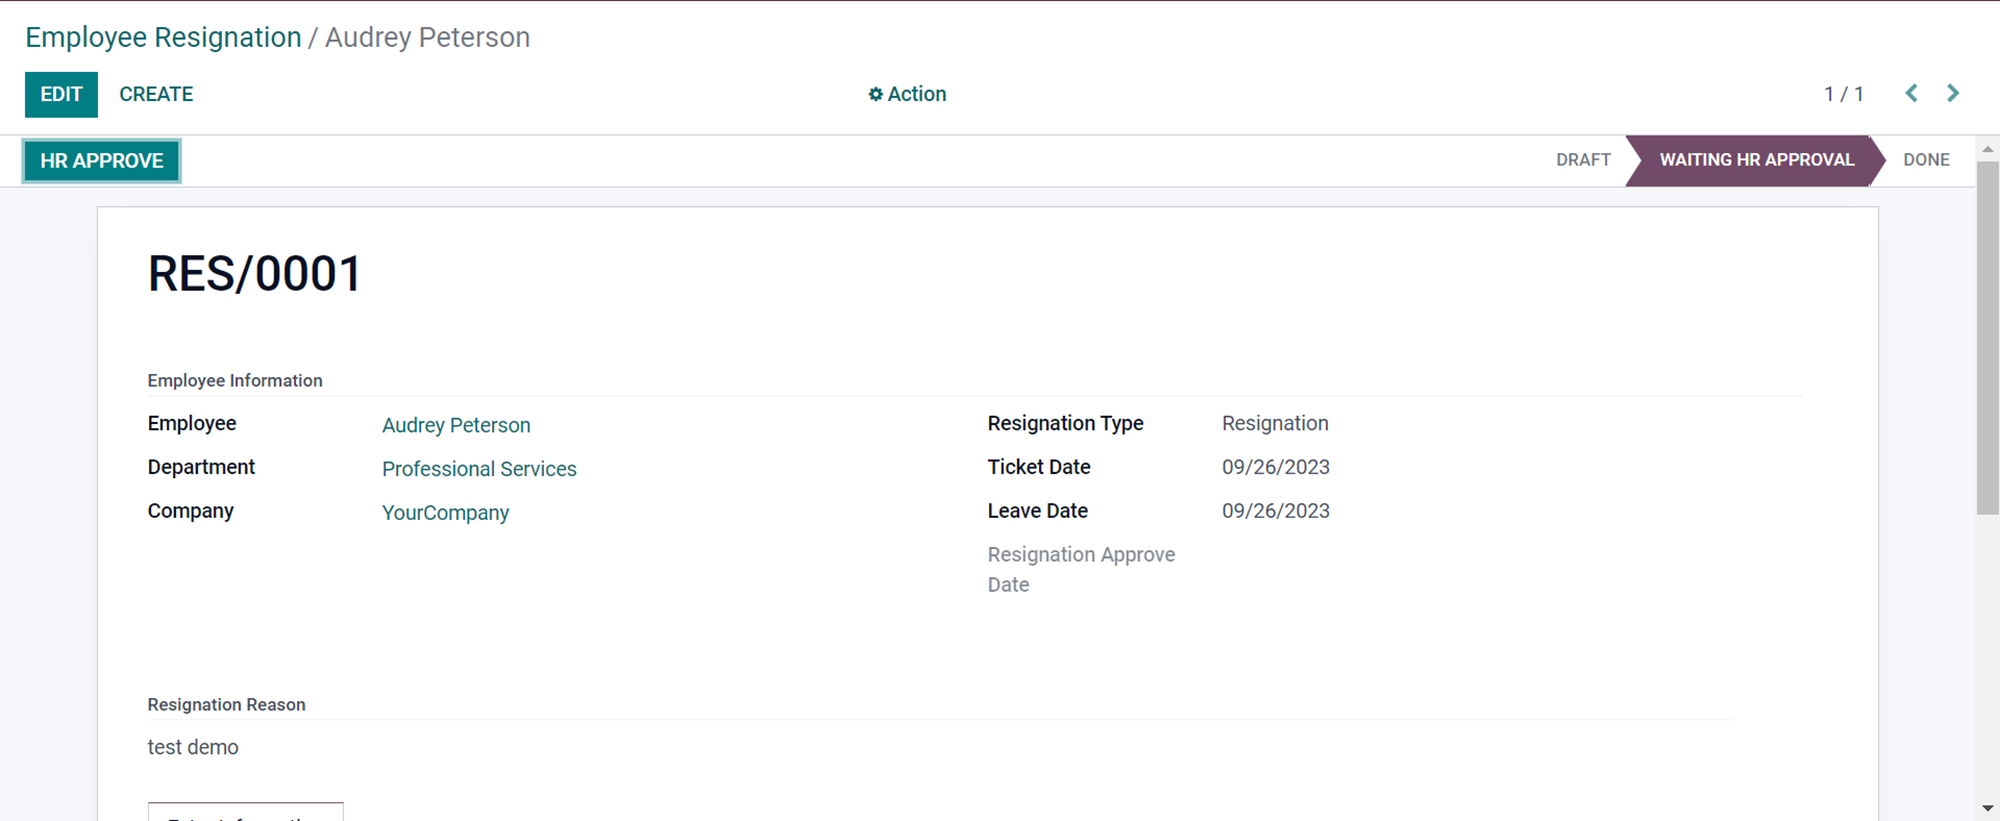 Employee Resignation / Audrey Peterson
EDIT CREATE Action 1 / 1
HR APPROVE DRAFT WAITING HR APPROVAL DONE
RES/0001
Employee Information
Employee Audrey Peterson Resignation Type Resignation
Department Professional Services Ticket Date 09/26/2023
Company YourCompany Leave Date 09/26/2023
Resignation Approve
Date
Resignation Reason
test demo